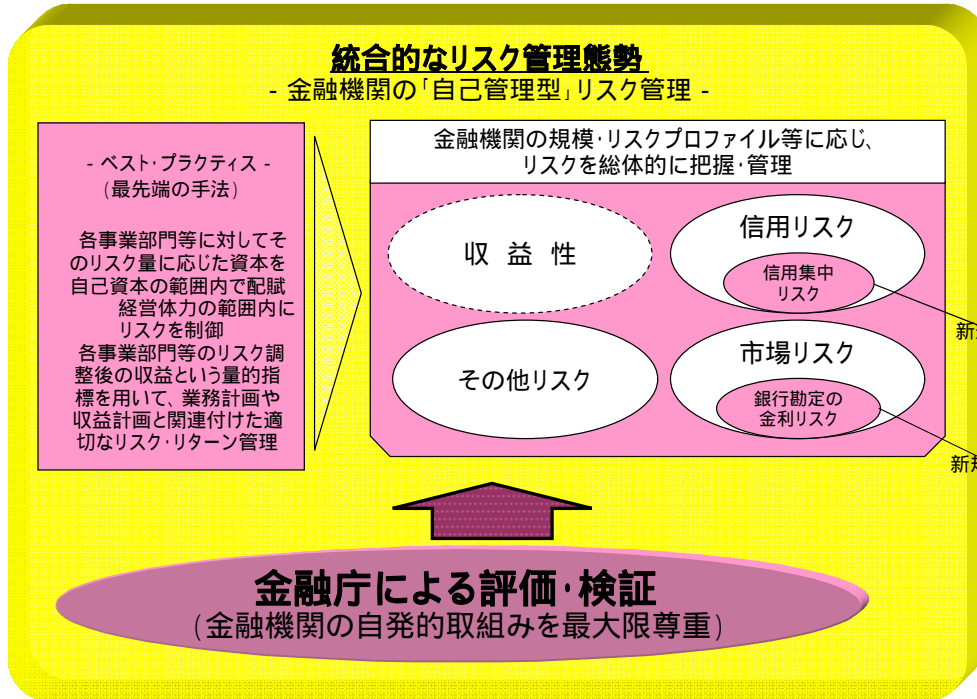 統合的なリスク管理態勢
- 金融機関の「自己管理型」リスク管理 -
- ベスト・プラクティス -
(最先端の手法)
各事業部門等に対してそ
のリスク量に応じた資本を
自己資本の範囲内で配賦
経営体力の範囲内に
リスクを制御
各事業部門等のリスク調
整後の収益という量的指
標を用いて、業務計画や
収益計画と関連付けた適
切なリスク・リターン管理
金融機関の規模・リスクプロファイル等に応じ、
リスクを総体的に把握・管理
収 益 性
信用リスク
信用集中
リスク
新
その他リスク
市場リスク
銀行勘定の
金利リスク
新
金融庁による評価・検証
(金融機関の自発的取組みを最大限尊重)